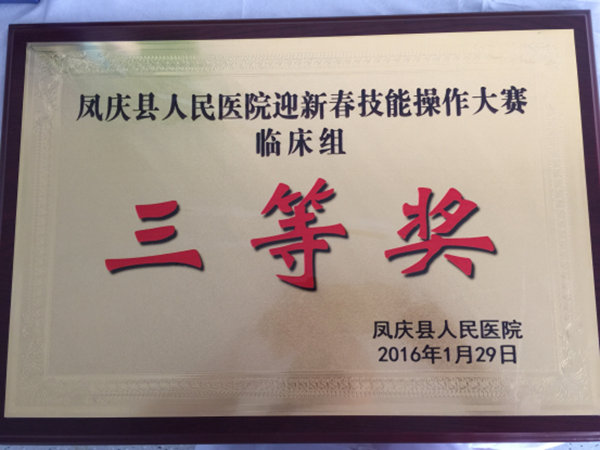 凤庆县人民医院迎新春技能操作大赛
临床组
三等奖
凤庆县人民医院
2016年1月29日